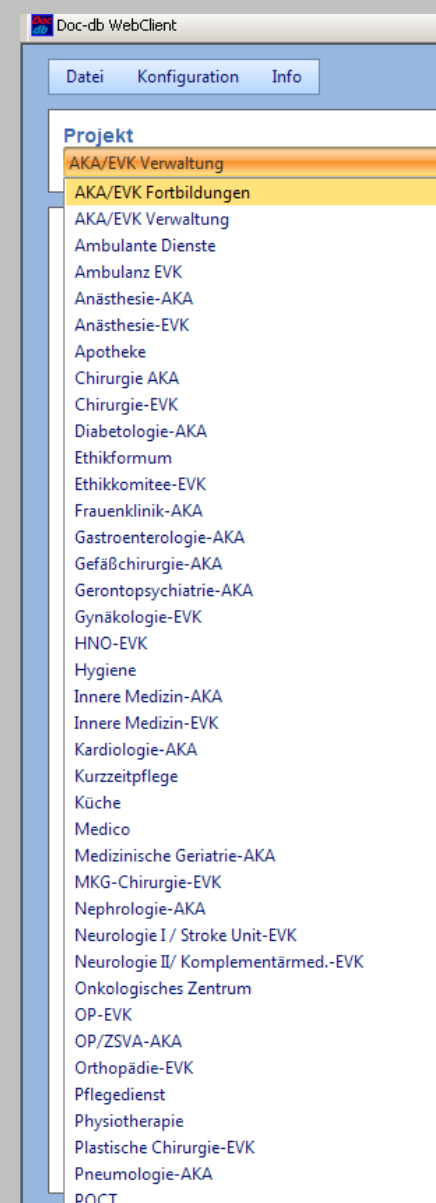 Doc db Doc-db WebClient
Datei Konfiguration Info
Projekt
AKA/EVK Verwaltung
AKA/EVK Fortbildungen
AKA/EVK Verwaltung
Ambulante Dienste
Ambulanz EVK
Anästhesie-AKA
Anästhesie-EVK
Apotheke
Chirurgie AKA
Chirurgie-EVK
Diabetologie-AKA
Ethikformum
Ethikkomitee-EVK
Frauenklinik-AKA
Gastroenterologie-AKA
Gefäßchirurgie-AKA
Gerontopsychiatrie-AKA
Gynäkologie-EVK
HNO-EVK
Hygiene
Innere Medizin-AKA
Innere Medizin-EVK
Kardiologie-AKA
Kurzzeitpflege
Küche
Medico
Medizinische Geriatrie-AKA
MKG-Chirurgie-EVK
Nephrologie-AKA
Neurologie I / Stroke Unit-EVK
Neurologie II/ Komplementärmed.-EVK
Onkologisches Zentrum
OP-EVK
OP/ZSVA-AKA
Orthopädie-EVK
Pflegedienst
Physiotherapie
Plastische Chirurgie-EVK
Pneumologie-AKA
POCT